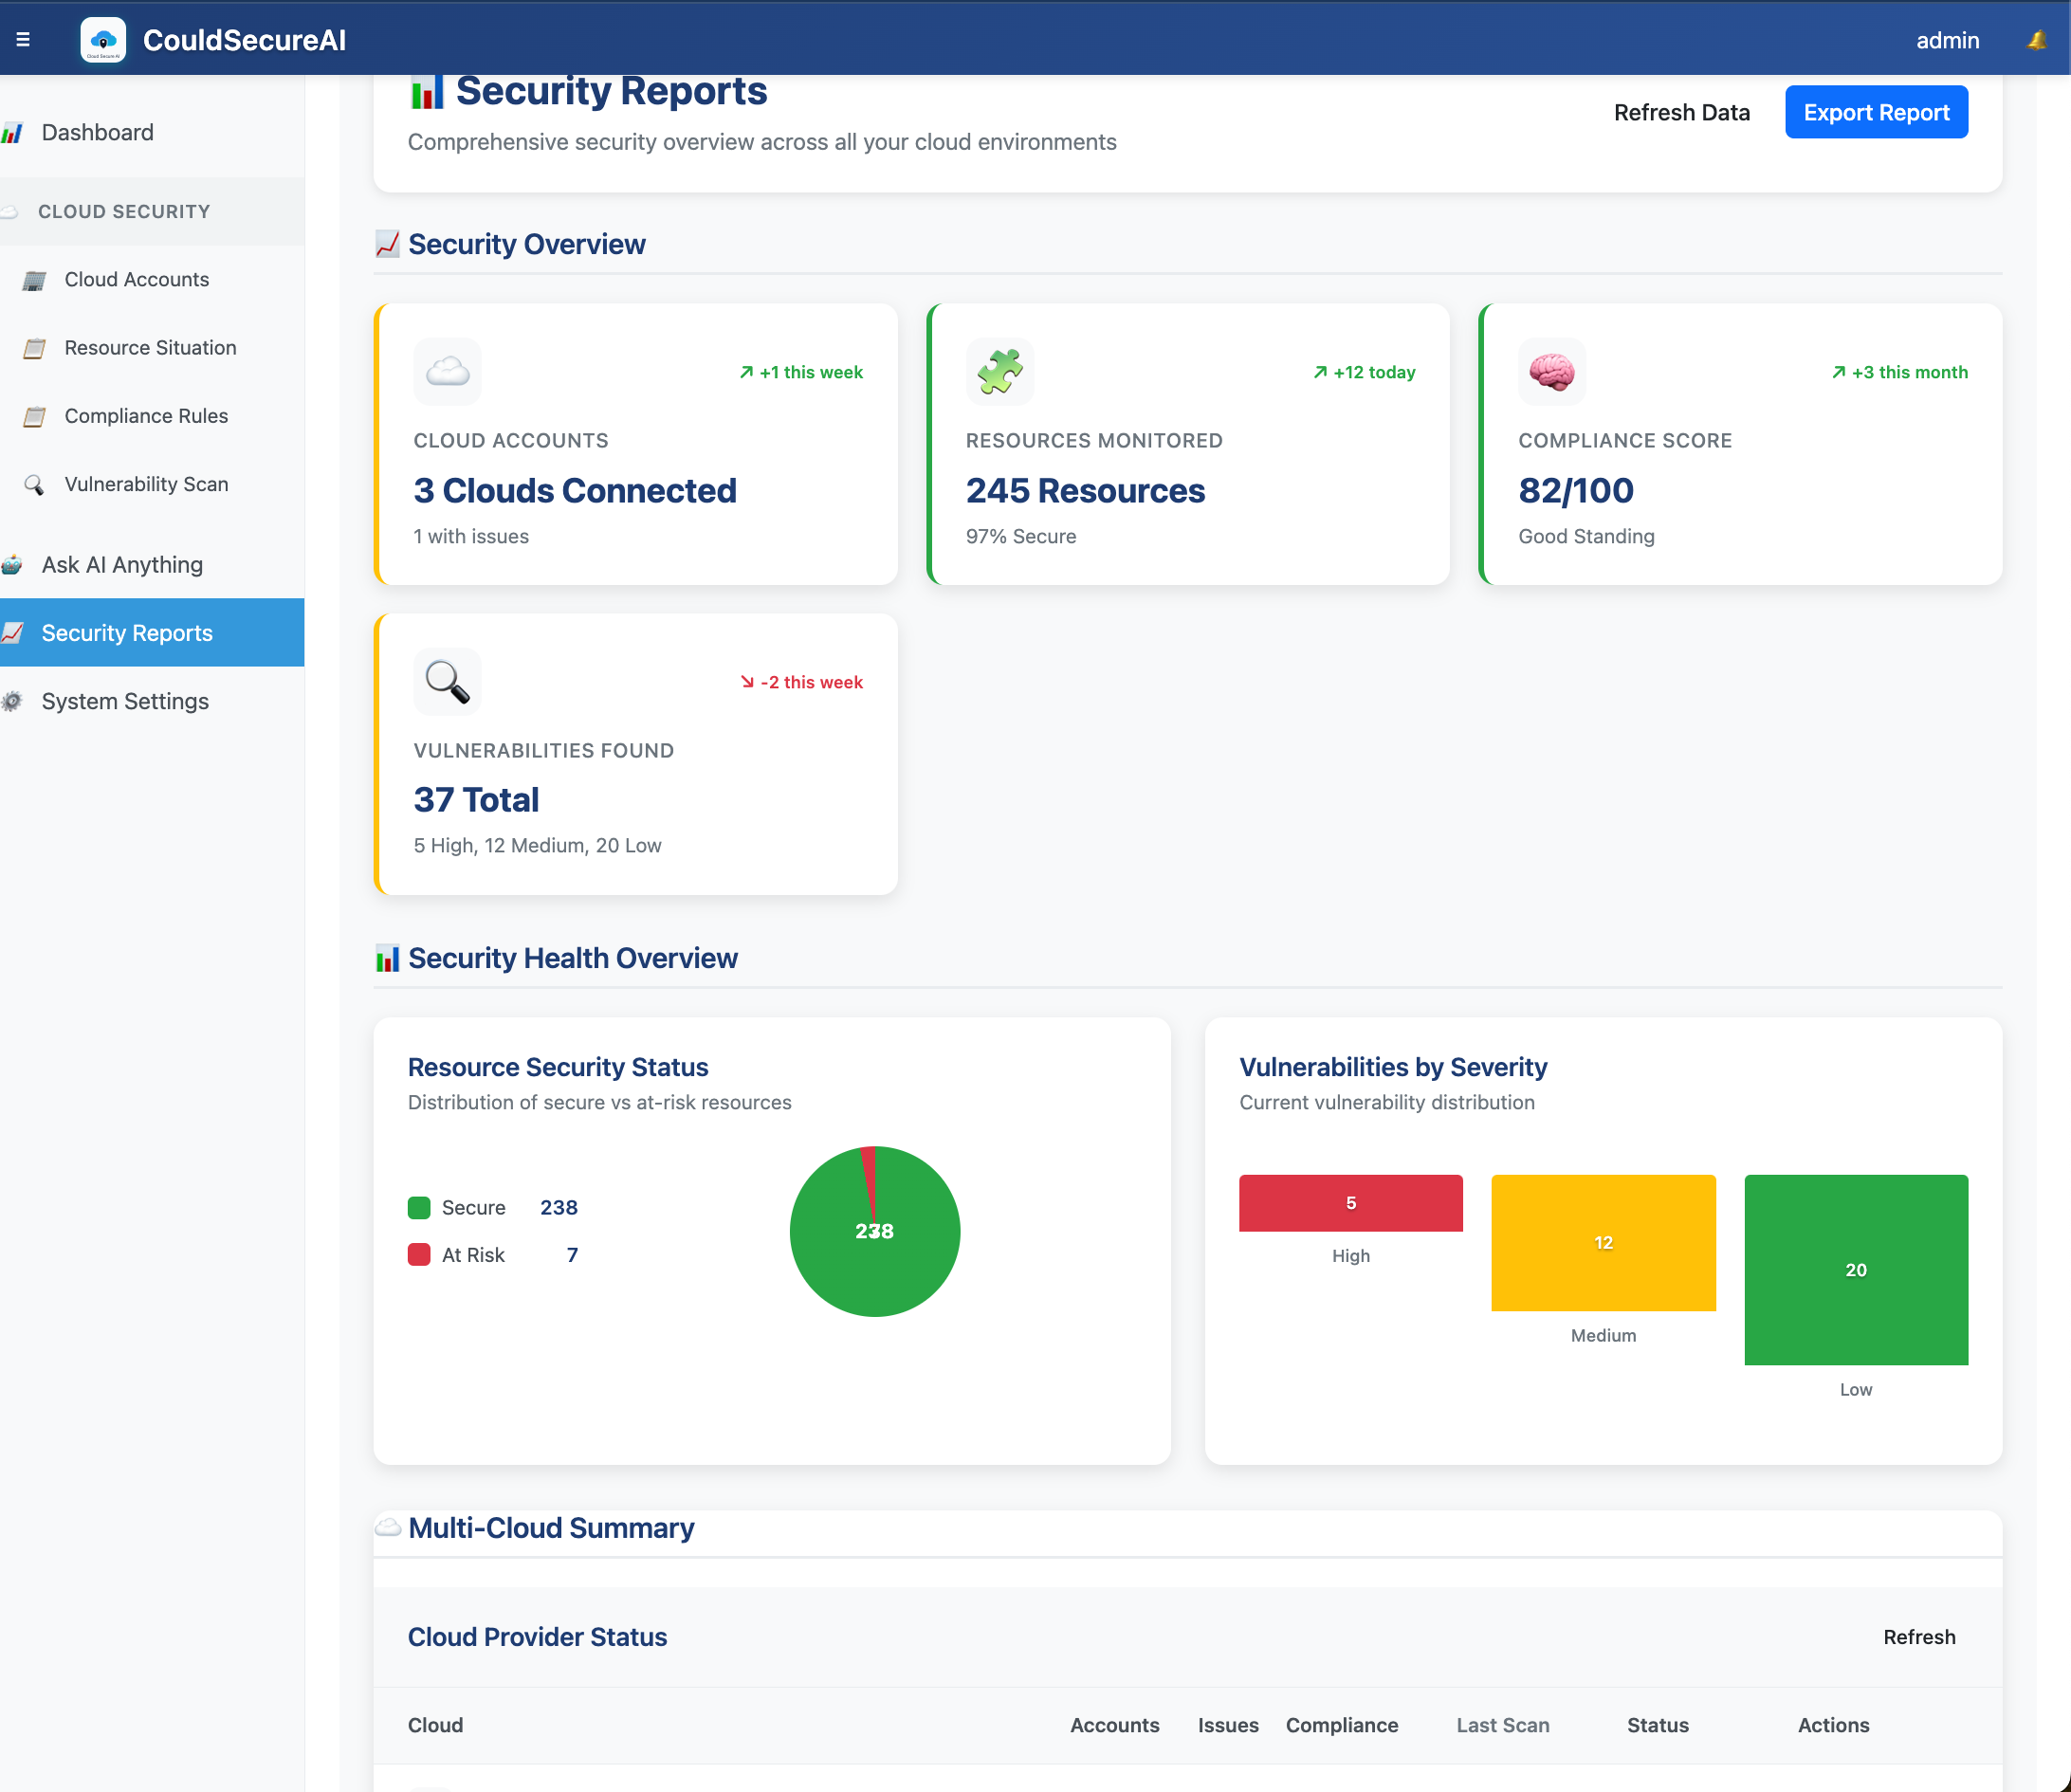 CouldSecureAI
admin
Dashboard
CLOUD SECURITY
Cloud Accounts
Resource Situation
Compliance Rules
Vulnerability Scan
Ask AI Anything
Security Reports
System Settings
Security Reports
Comprehensive security overview across all your cloud environments
Refresh Data
Export Report
Security Overview
+1 this week
CLOUD ACCOUNTS
3 Clouds Connected
1 with issues
+12 today
RESOURCES MONITORED
245 Resources
97% Secure
+3 this month
COMPLIANCE SCORE
82/100
Good Standing
-2 this week
VULNERABILITIES FOUND
37 Total
5 High, 12 Medium, 20 Low
Security Health Overview
Resource Security Status
Distribution of secure vs at-risk resources
Secure 238
At Risk 7
Vulnerabilities by Severity
Current vulnerability distribution
5
High
12
Medium
20
Low
Multi-Cloud Summary
Cloud Provider Status
Refresh
Cloud Accounts Issues Compliance Last Scan Status Actions